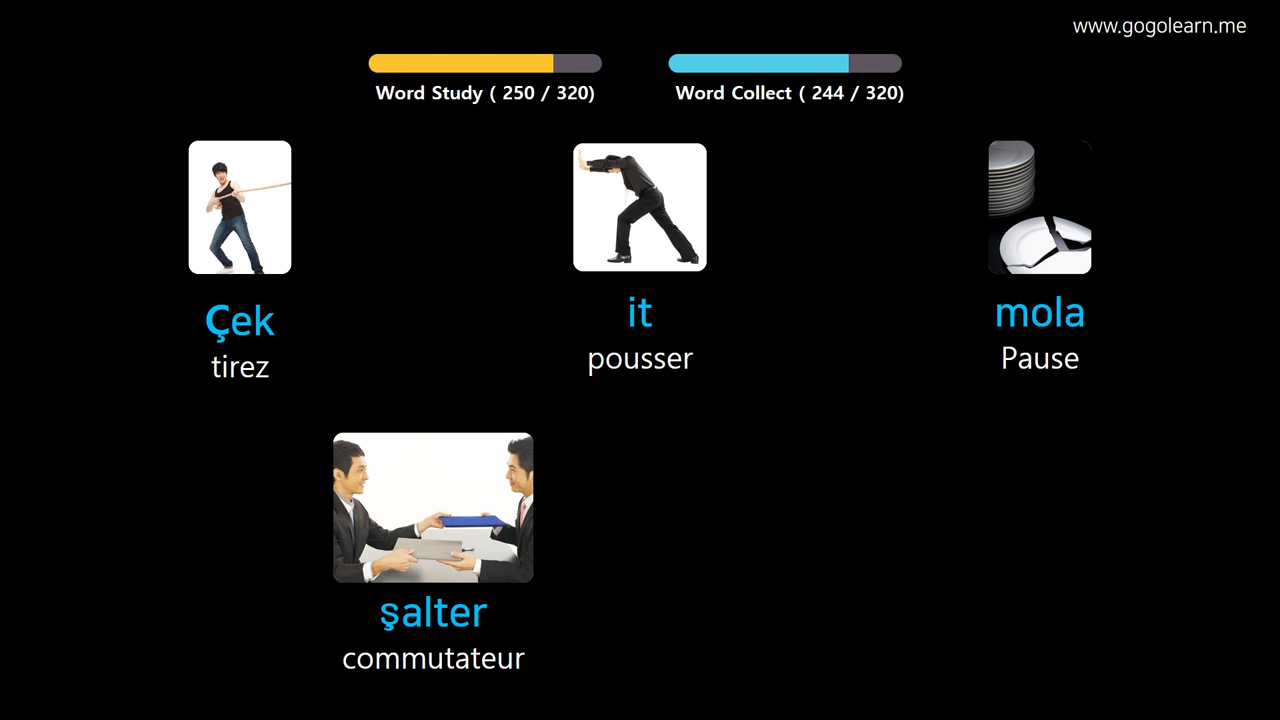 www.gogolearn.me
Word Study ( 250 / 320)
Word Collect ( 244 / 320)
Çek
tirez
it
pousser
mola
Pause
şalter
commutateur